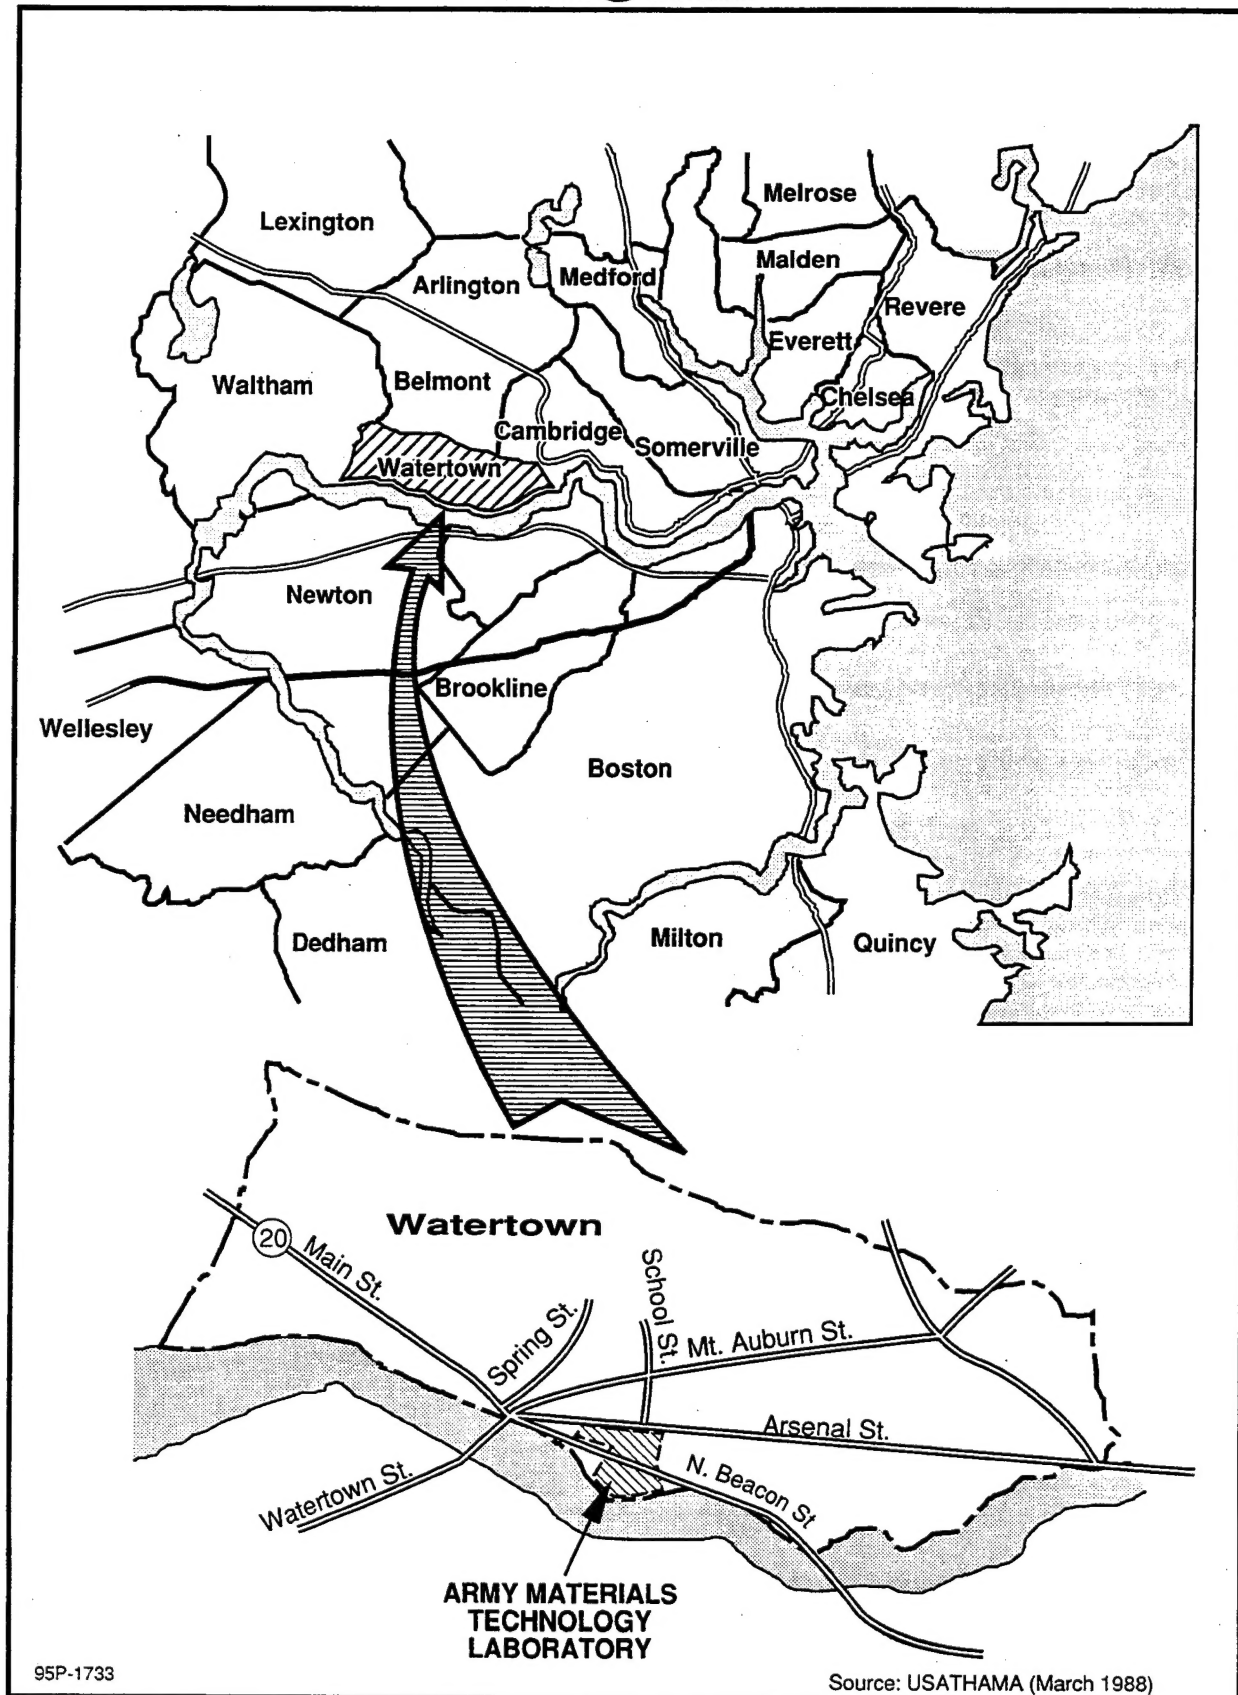 Melrose
Lexington
Malden
Arlington
Medford
Revere
Everett
Waltham
Belmont
Chelsea
Cambridge
Somerville
Watertown
Newton
Brookline
Wellesley
Boston
Needham
Dedham
Milton
Quincy
Watertown
20
Main St.
School St.
Spring St.
Mt. Auburn St.
Arsenal St.
Watertown St.
N. Beacon St
ARMY MATERIALS
TECHNOLOGY
LABORATORY
95P-1733
Source: USATHAMA (March 1988)